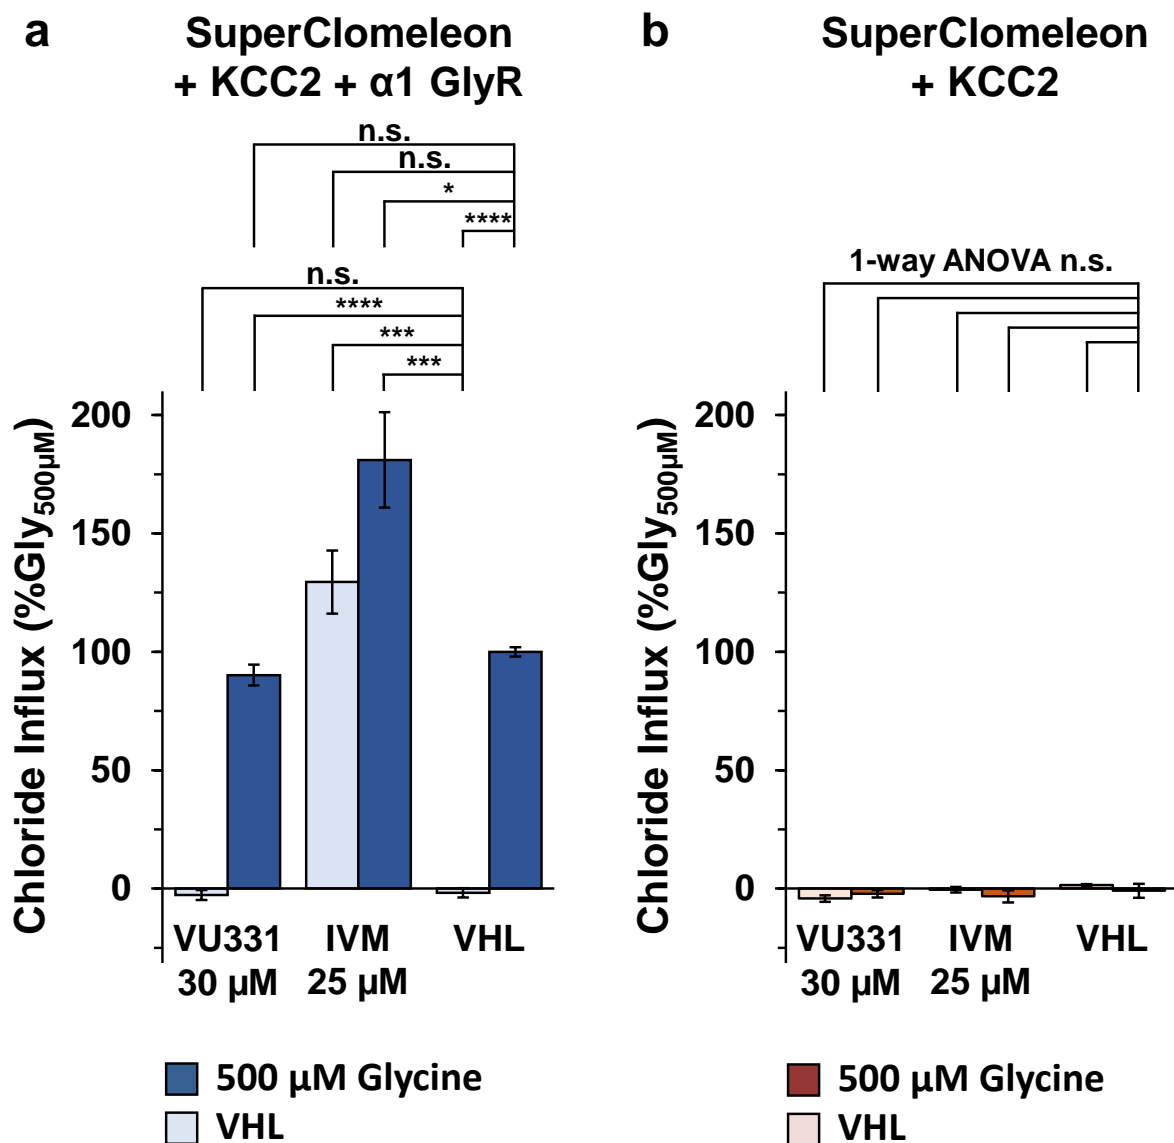 a
SuperClomeleon
+ KCC2 + α1 GlyR
n.s.
n.s.
*
****
n.s.
****
***
***
Chloride Influx (%Gly500µM)
200
150
100
50
0
VU331
30 µM
IVM
25 µM
VHL
500 µM Glycine
VHL
b
SuperClomeleon
+ KCC2
1-way ANOVA n.s.
Chloride Influx (%Gly500µM)
200
150
100
50
0
VU331
30 µM
IVM
25 µM
VHL
500 µM Glycine
VHL